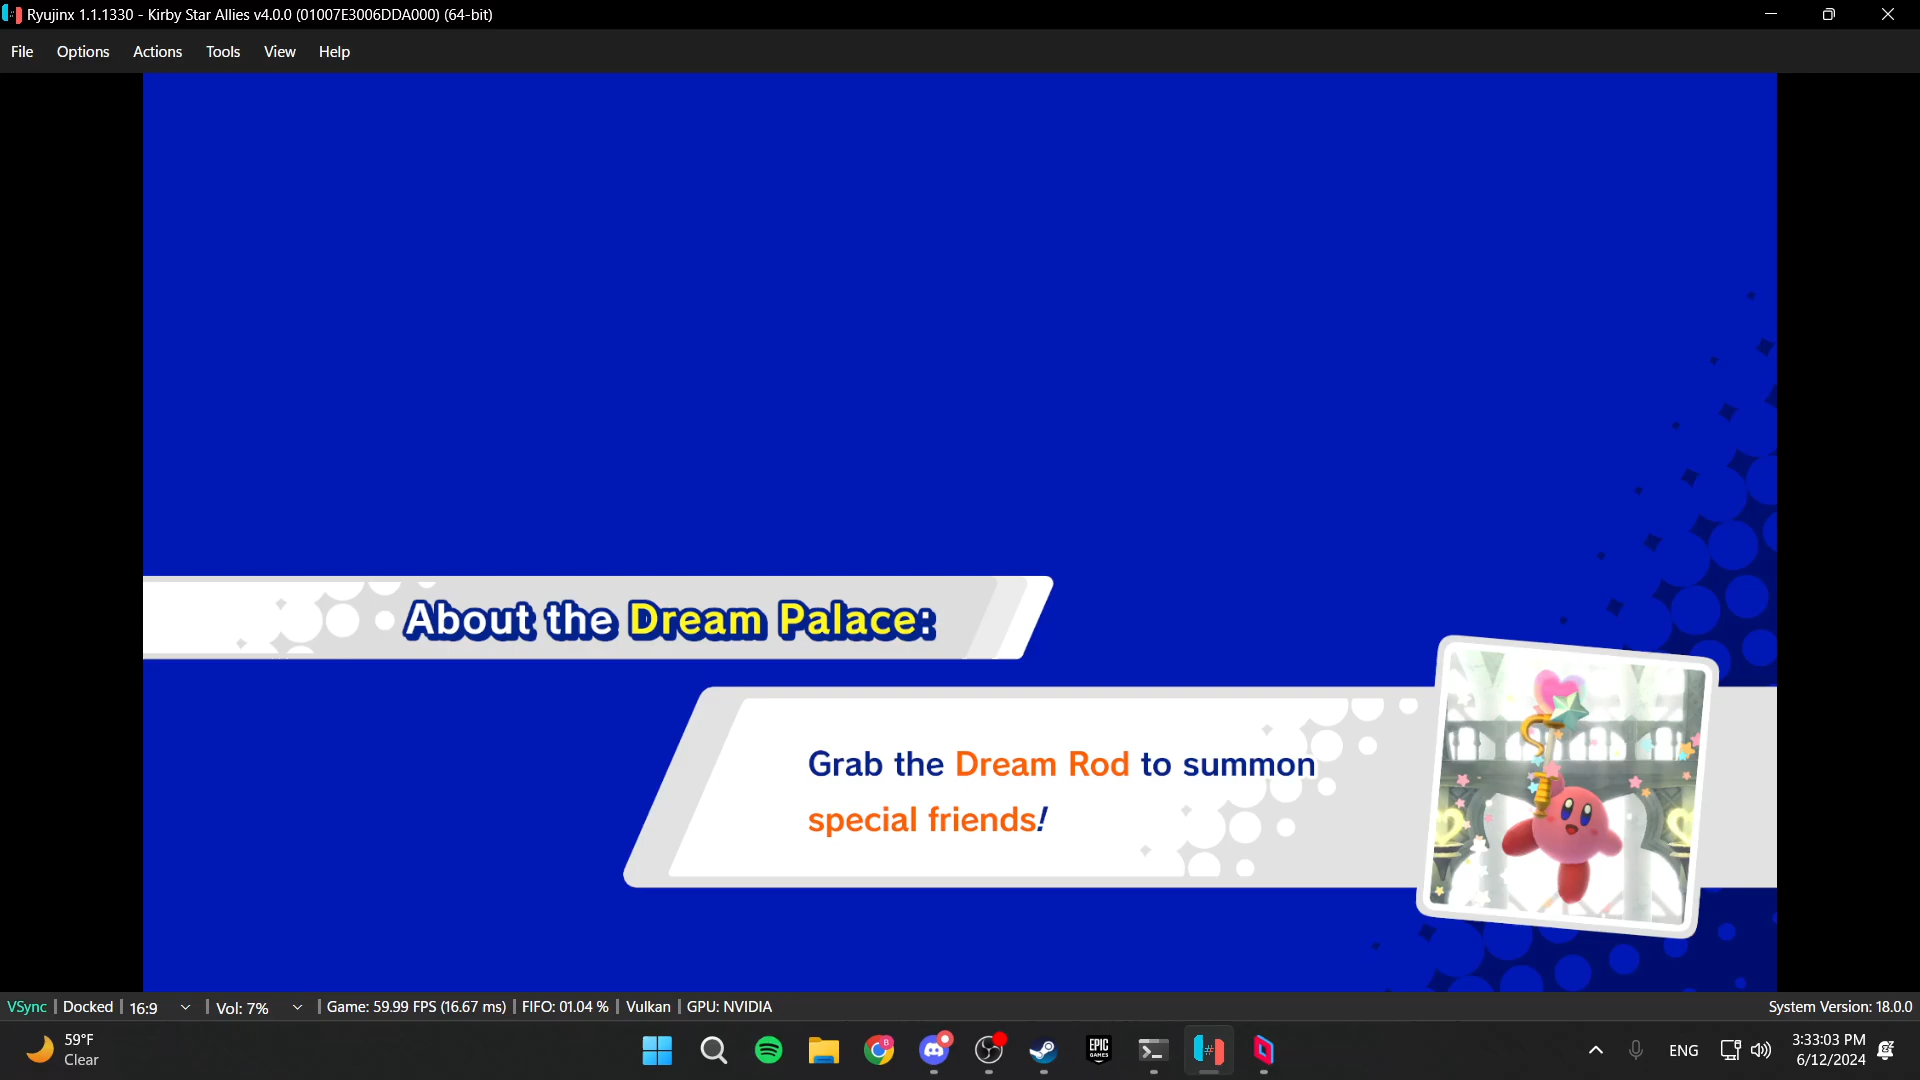 Ryujinx 1.1.1330 - Kirby Star Allies v4.0.0 (01007E3006DDA000) (64-bit)
File Options Actions Tools View Help
About the Dream Palace:
Grab the Dream Rod to summon
special friends!
VSync | Docked | 16:9 | Vol: 7% | Game: 59.99 FPS (16.67 ms) | FIFO: 01.04 % | Vulkan | GPU: NVIDIA System Version: 18.0.0
59°F
Clear
EPIC
GAMES
ENG
3:33:03 PM
6/12/2024